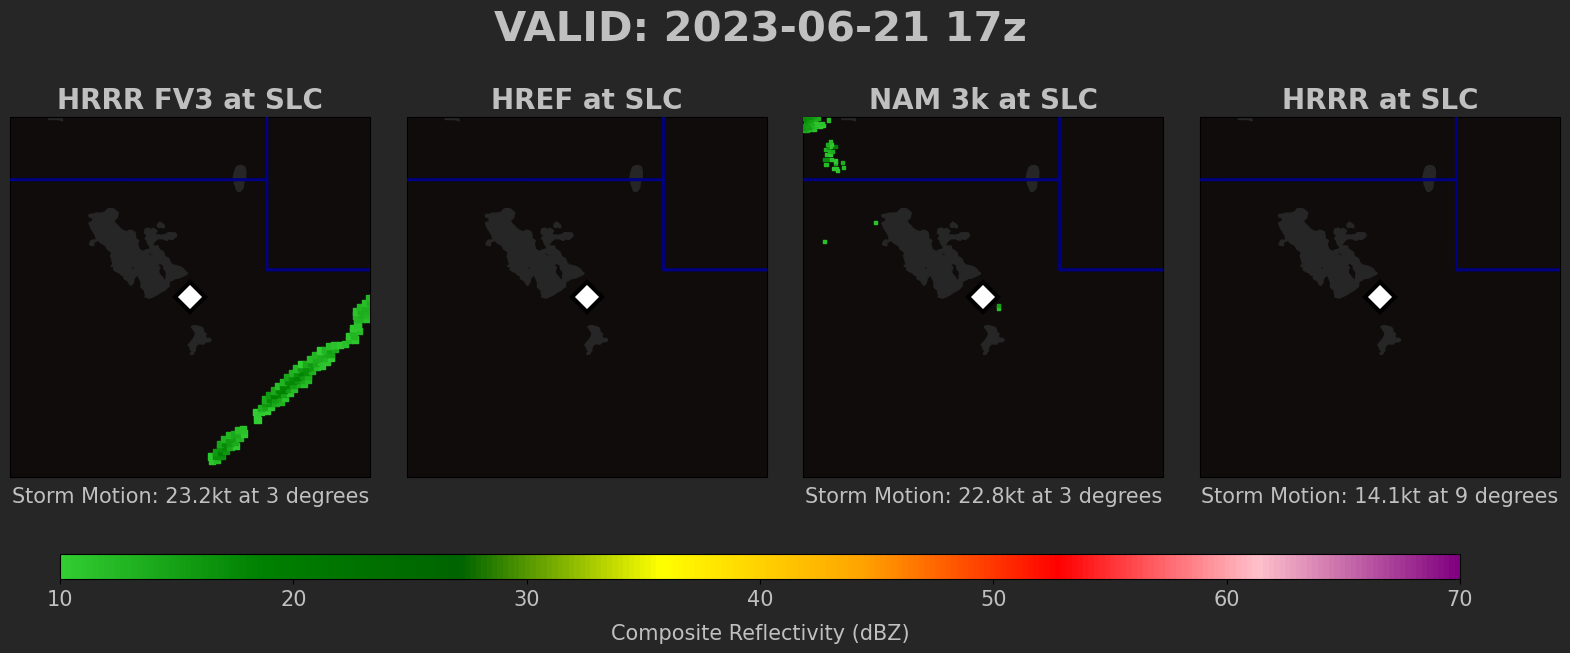 VALID: 2023-06-21 17z
HRRR FV3 at SLC
HREF at SLC
NAM 3k at SLC
HRRR at SLC
Storm Motion: 23.2kt at 3 degrees
Storm Motion: 22.8kt at 3 degrees
Storm Motion: 14.1kt at 9 degrees
10 20 30 40 50 60 70
Composite Reflectivity (dBZ)